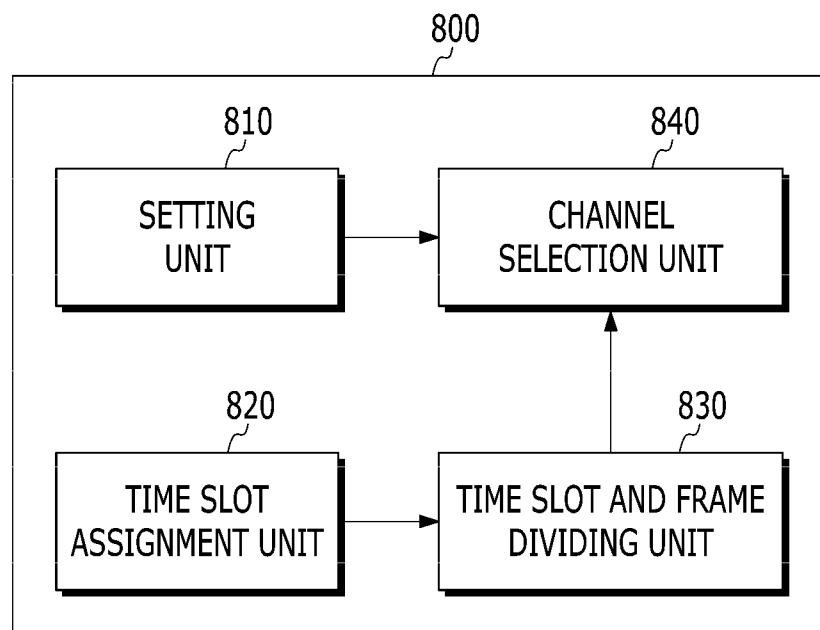 800
810
SETTING
UNIT
840
CHANNEL
SELECTION UNIT
820
TIME SLOT
ASSIGNMENT UNIT
830
TIME SLOT AND FRAME
DIVIDING UNIT